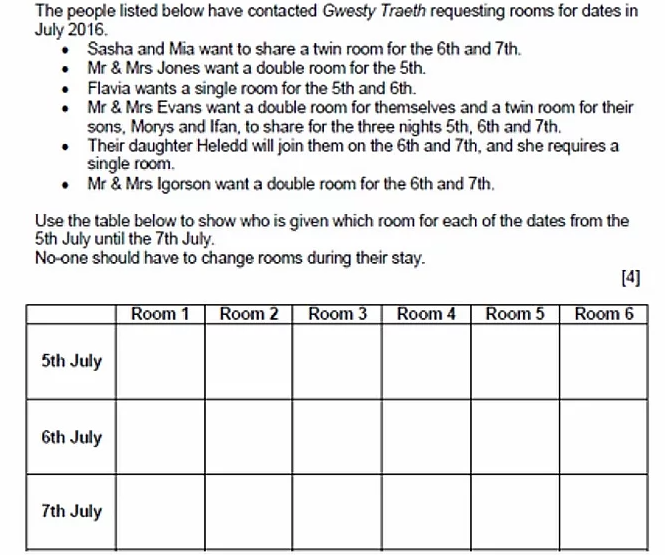 The people listed below have contacted Gwesty Traeth requesting rooms for dates in
July 2016.
• Sasha and Mia want to share a twin room for the 6th and 7th.
• Mr & Mrs Jones want a double room for the 5th.
• Flavia wants a single room for the 5th and 6th.
• Mr & Mrs Evans want a double room for themselves and a twin room for their
sons, Morys and Ifan, to share for the three nights 5th, 6th and 7th.
• Their daughter Heledd will join them on the 6th and 7th, and she requires a
single room.
• Mr & Mrs Igorson want a double room for the 6th and 7th.
Use the table below to show who is given which room for each of the dates from the
5th July until the 7th July.
No-one should have to change rooms during their stay.
[4]
Room 1 Room 2 Room 3 Room 4 Room 5 Room 6
5th July
6th July
7th July